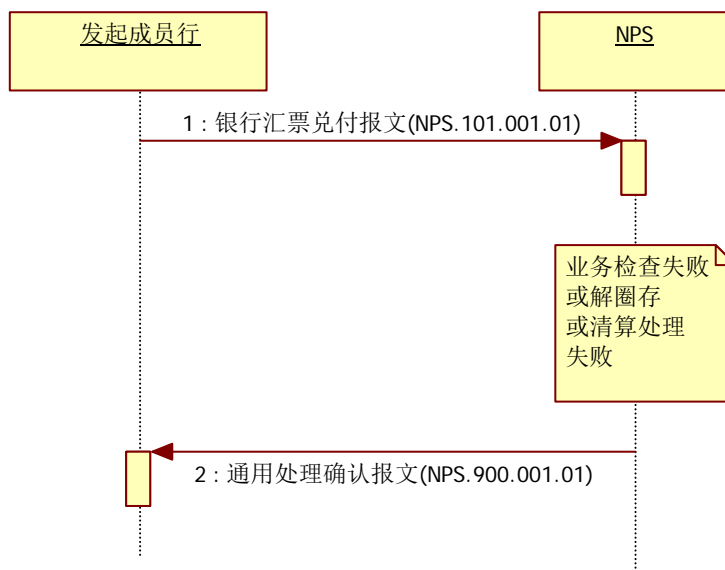 发起成员行
NPS
1 : 银行汇票兑付报文(NPS.101.001.01)
业务检查失败
或解圈存
或清算处理
失败
2 : 通用处理确认报文(NPS.900.001.01)